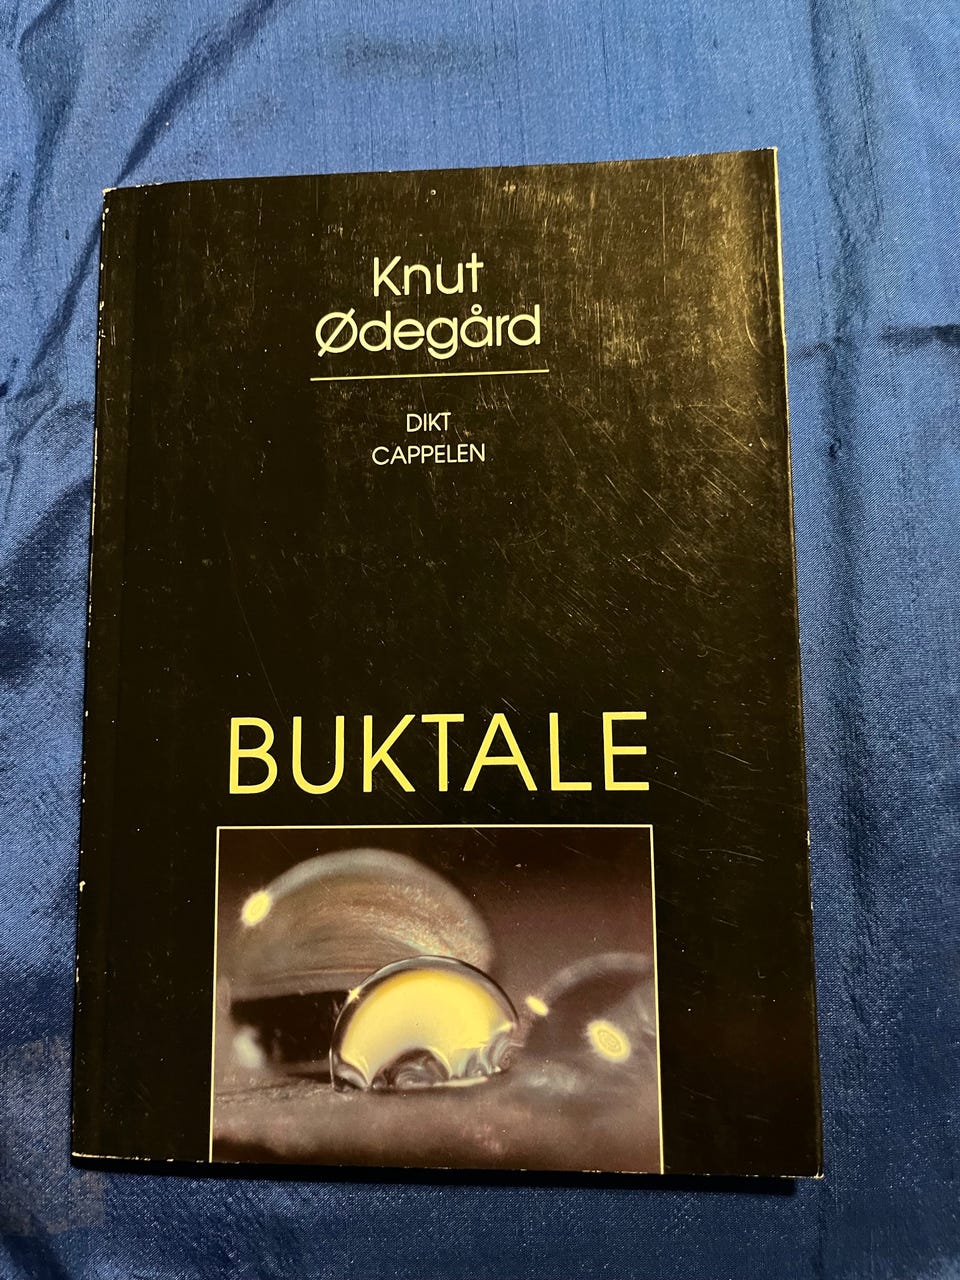 Knut
Ødegård
DIKT
CAPPELEN
BUKTALE